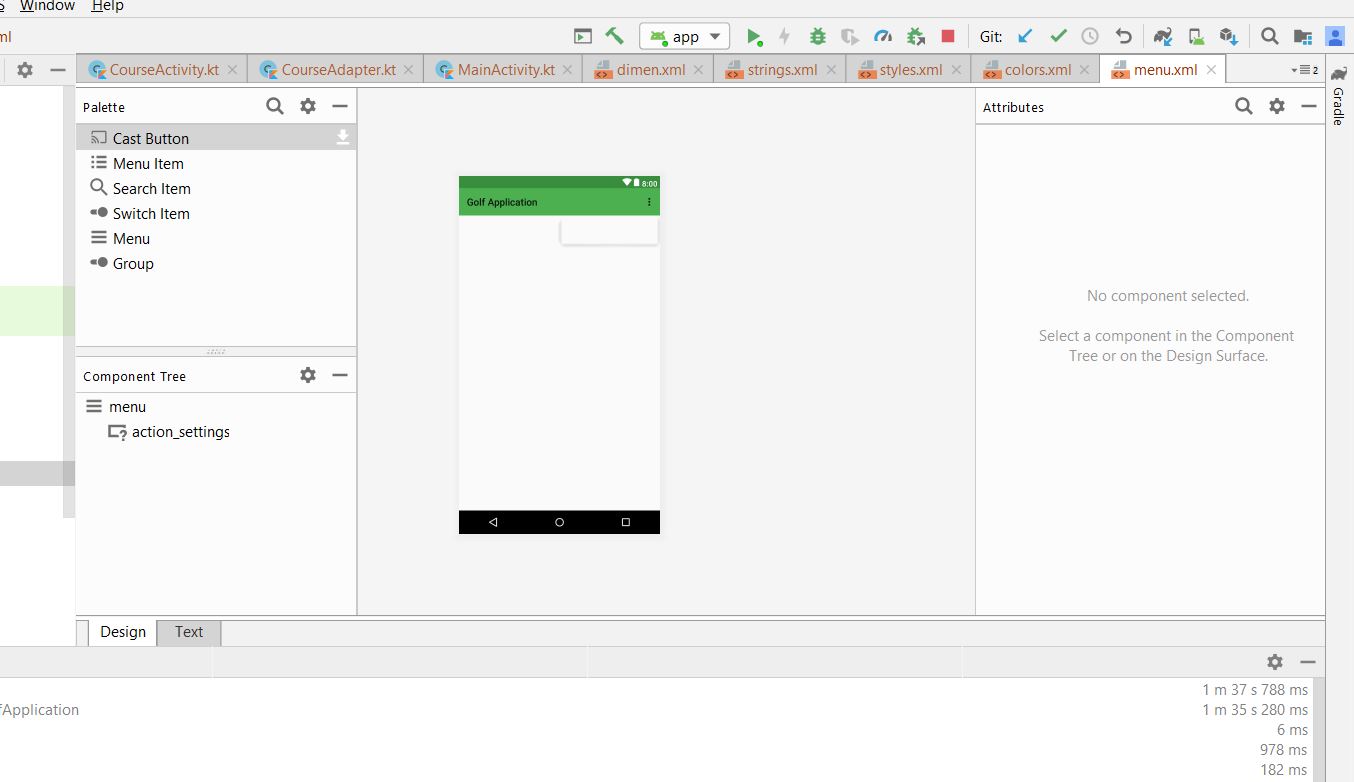 S Window Help
ml
app
Git:
CourseActivity.kt CourseAdapter.kt MainActivity.kt dimen.xml strings.xml styles.xml colors.xml menu.xml 2
Palette
Cast Button
Menu Item
Search Item
Switch Item
Menu
Group
Component Tree
menu
action_settings
8:00
Golf Application
Attributes
No component selected.
Select a component in the Component
Tree or on the Design Surface.
Gradle
Design Text
fApplication
1 m 37 s 788 ms
1 m 35 s 280 ms
6 ms
978 ms
182 ms